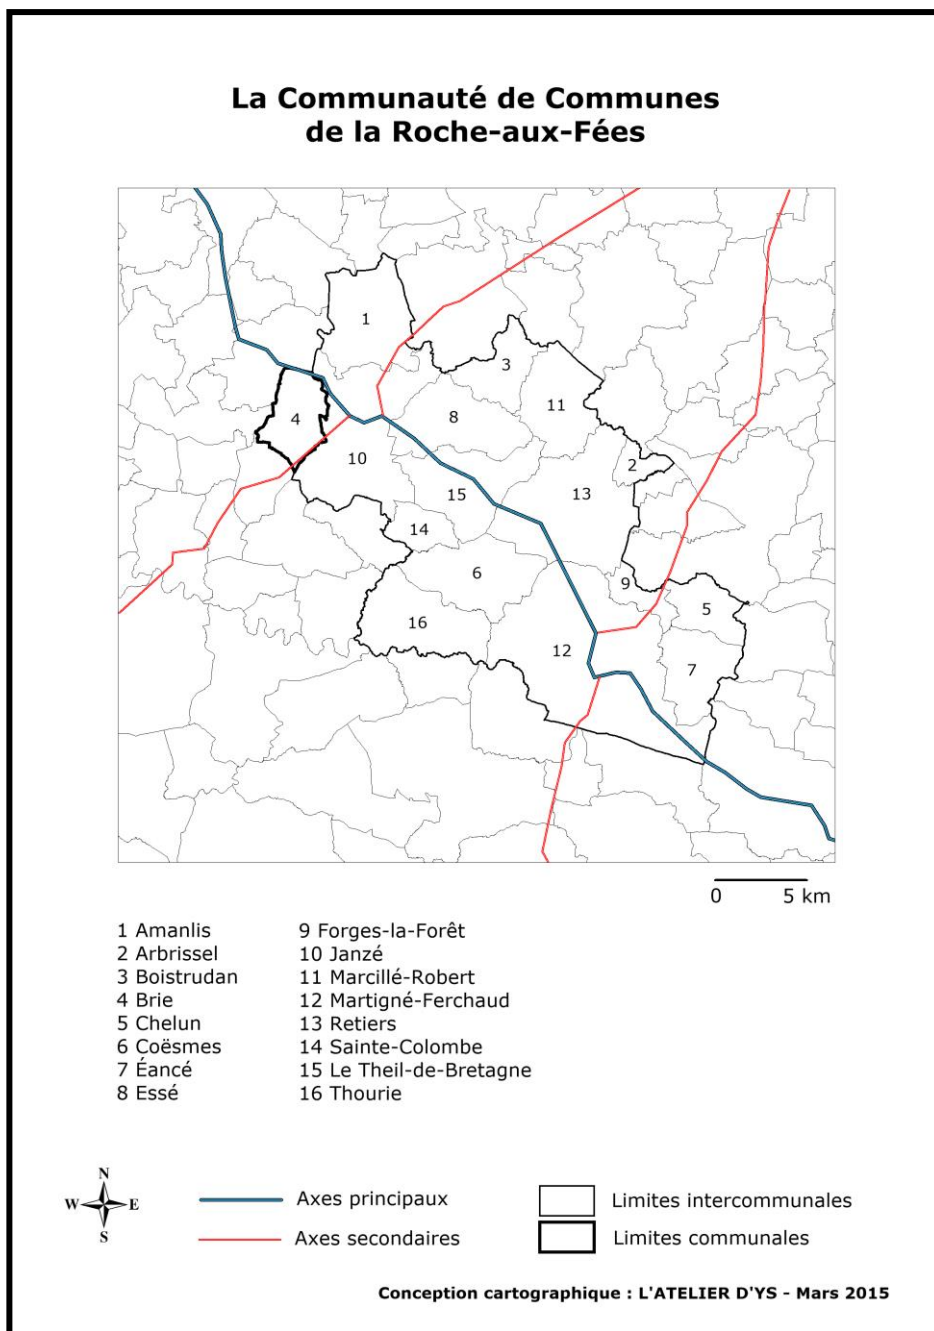 La Communauté de Communes
de la Roche-aux-Fées
1
3
4
8
11
10
2
15
13
14
6
9
5
16
12
7
0 5 km
1 Amanlis
2 Arbrissel
3 Boistrudan
4 Brie
5 Chelun
6 Coësmes
7 Éancé
8 Essé
9 Forges-la-Forêt
10 Janzé
11 Marcillé-Robert
12 Martigné-Ferchaud
13 Retiers
14 Sainte-Colombe
15 Le Theil-de-Bretagne
16 Thourie
N
W E
S
Axes principaux
Axes secondaires
Limites intercommunales
Limites communales
Conception cartographique : L'ATELIER D'YS - Mars 2015